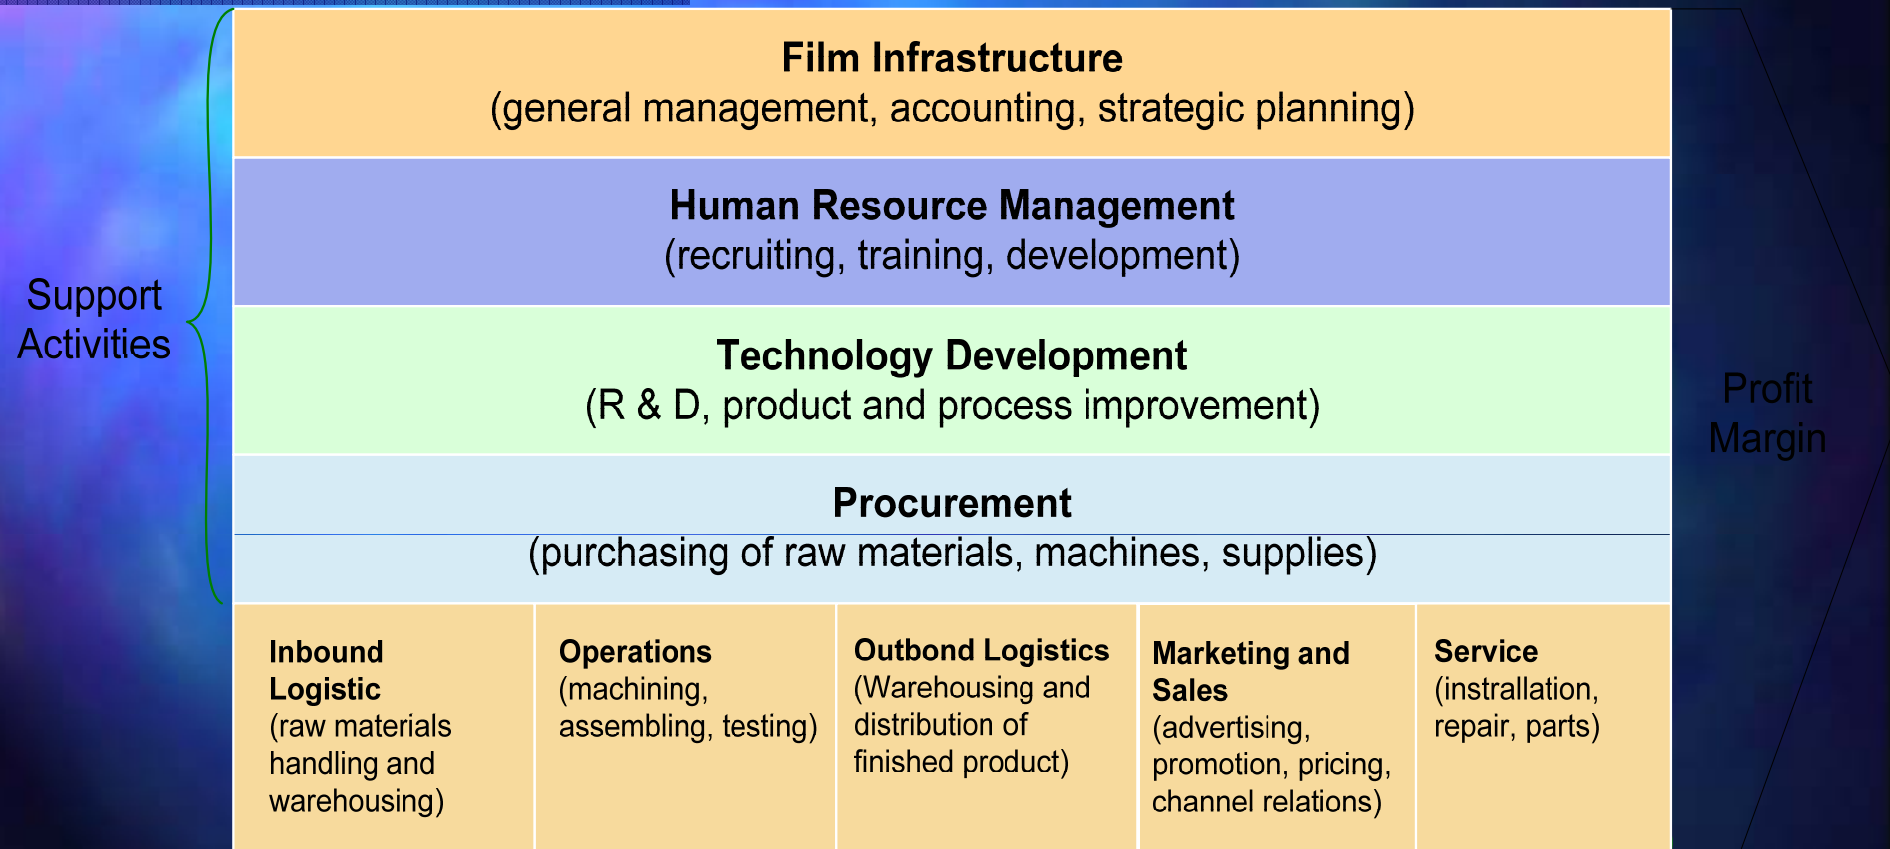 Film Infrastructure
(general management, accounting, strategic planning)
Human Resource Management
(recruiting, training, development)
Support
Activities
Technology Development
(R & D, product and process improvement)
Profit
Margin
Procurement
(purchasing of raw materials, machines, supplies)
Inbound
Logistic
(raw materials
handling and
warehousing)
Operations
(machining,
assembling, testing)
Outbond Logistics
(Warehousing and
distribution of
finished product)
Marketing and
Sales
(advertising,
promotion, pricing,
channel relations)
Service
(instrallation,
repair, parts)